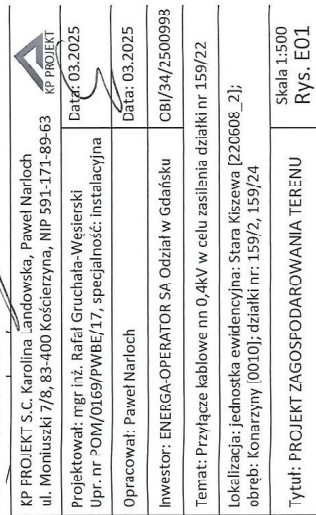 KP PROJEKT S.C. Karolina Landowska, Paweł Narloch
ul. Moniuszki 7/8, 83-400 Kościerzyna, NIP 591-171-89-63
KP PROJEKT
Projektował: mgr inż. Rafał Gruchała-Węsierski
Upr. nr POM/0169/PWBE/17, specjalność: instalacyjna
Data: 03.2025
Opracował: Paweł Narloch
Data: 03.2025
Inwestor: ENERGA-OPERATOR SA Odział w Gdańsku
OBI/34/2500993
Temat: Przyłącze kablowe nn 0,4kV w celu zasilania działki nr 159/22
Lokalizacja: jednostka ewidencyjna: Stara Kiszewa [220608_2];
obręb: Konarzyny [0010]; działki nr: 159/2, 159/24
Tytuł: PROJEKT ZAGOSPODAROWANIA TERENU
Skala 1:500
Rys. E01